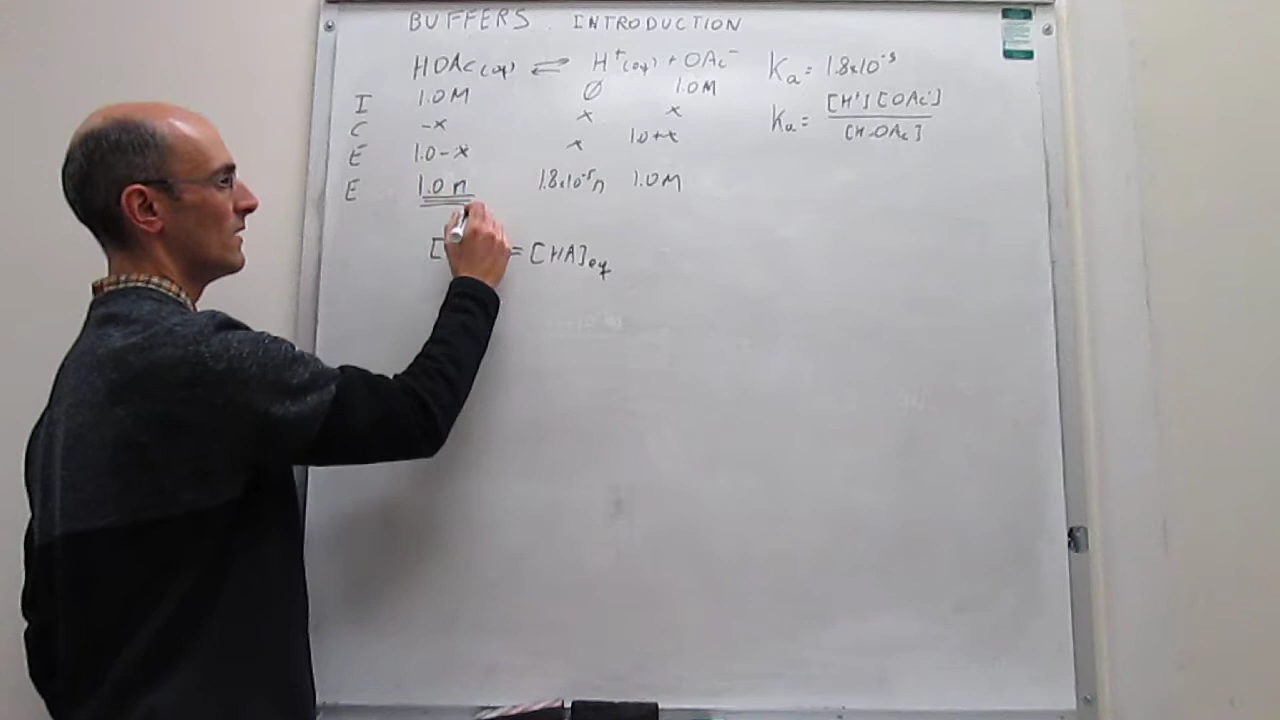 BUFFERS. INTRODUCTION
HOAc(aq) ⇌ H⁺(aq) + OAc⁻ Ka = 1.8x10⁻⁵
I 1.0M ∅ 1.0M
C -x x x Ka = [H⁺][OAc⁻] / [HOAc]
E 1.0-x x 1.0+x
E 1.0 M 1.8x10⁻⁵M 1.0M
[ = [HA]eq